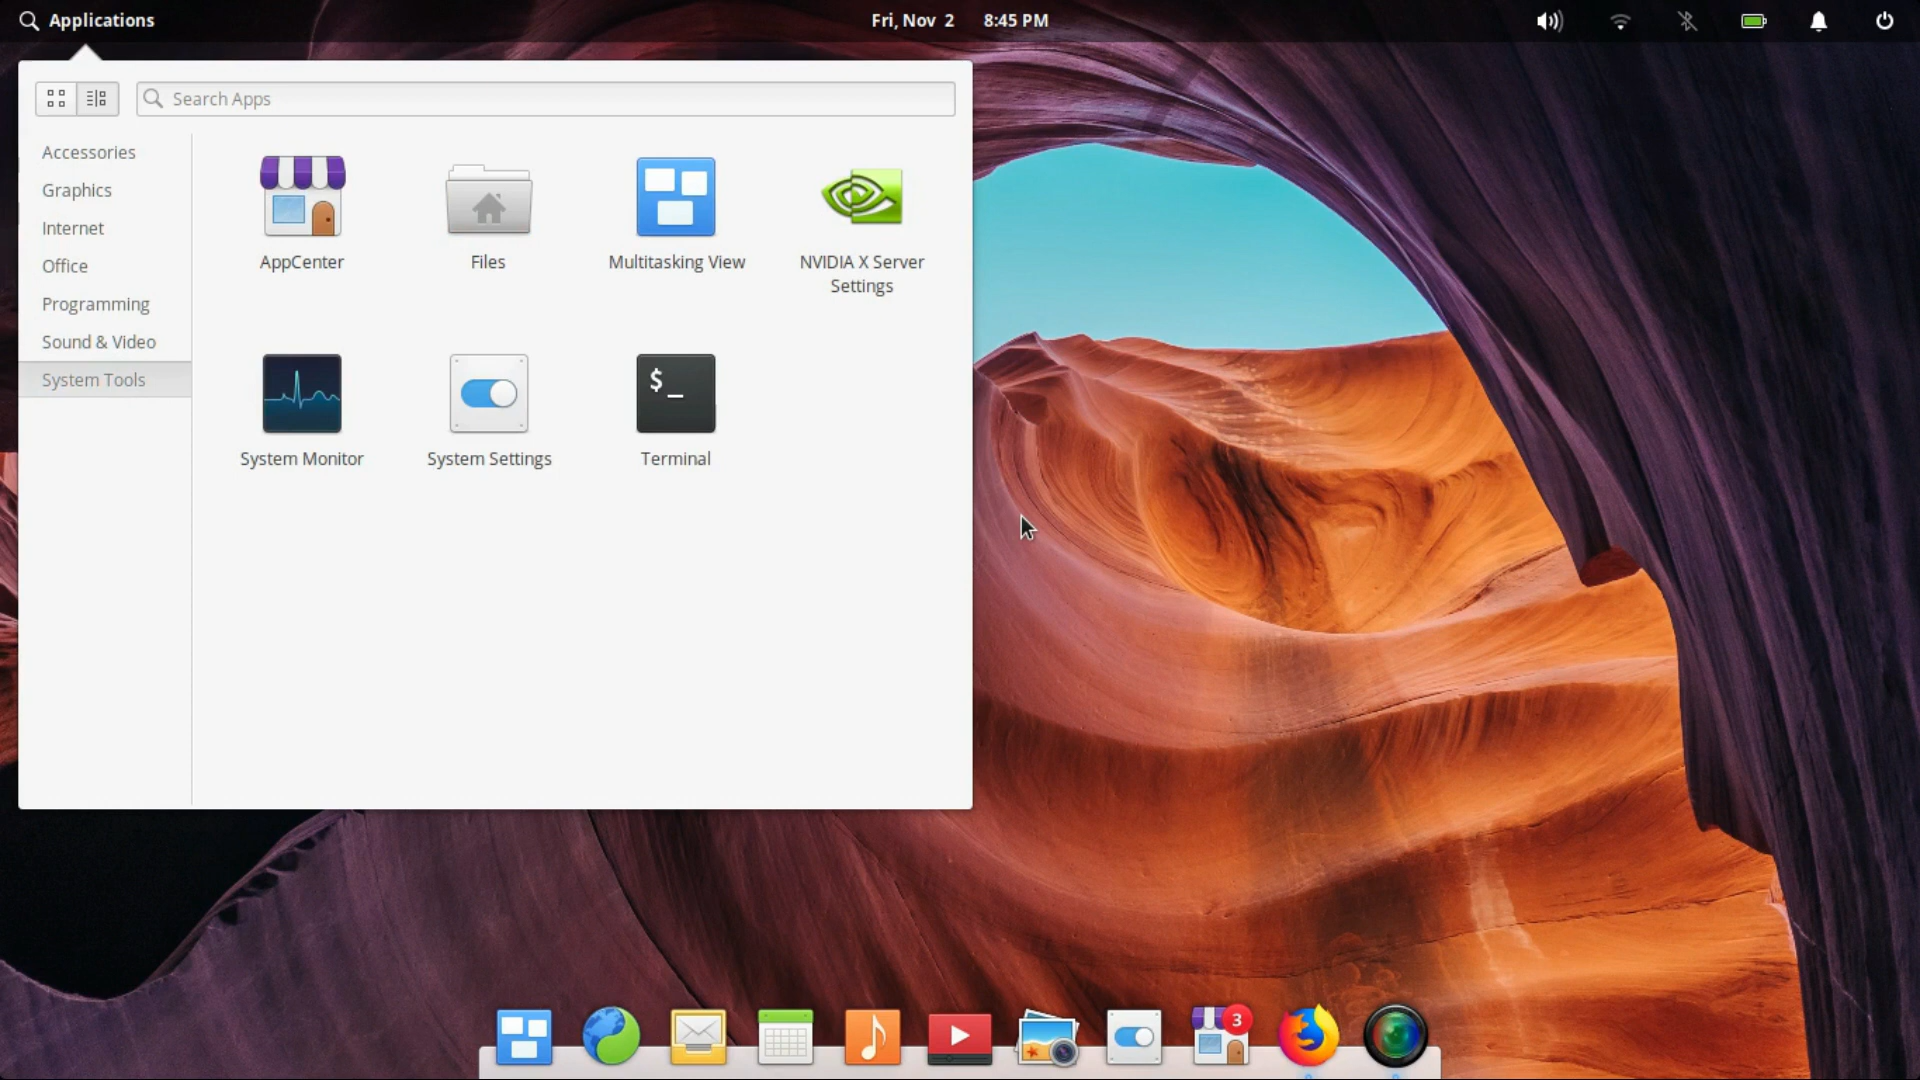 Applications
Fri, Nov 2 8:45 PM
Search Apps
Accessories
Graphics
Internet
Office
Programming
Sound & Video
System Tools
AppCenter
Files
Multitasking View
NVIDIA X Server
Settings
$_
System Monitor
System Settings
Terminal
3